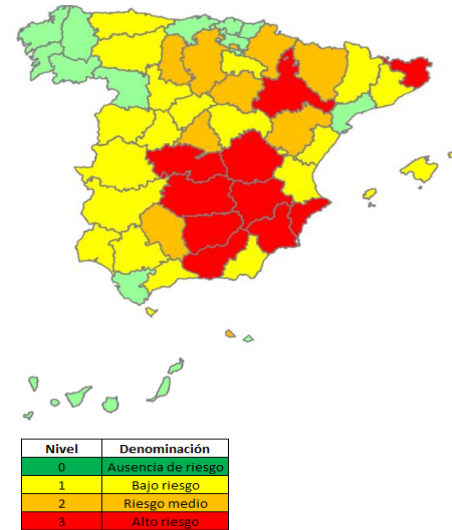 Nivel Denominación
0 Ausencia de riesgo
1 Bajo riesgo
2 Riesgo medio
3 Alto riesgo